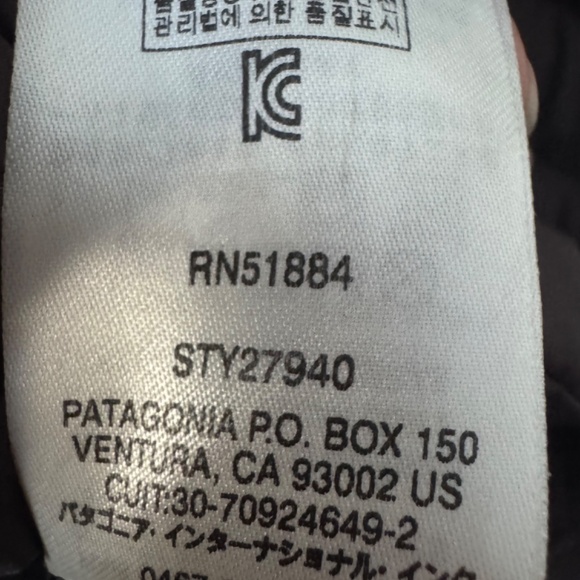 관리법에 의한 품질표시
KC
RN51884
STY27940
PATAGONIA P.O. BOX 150
VENTURA, CA 93002 US
CUIT:30-70924649-2
パタゴニア・インターナショナル・インク